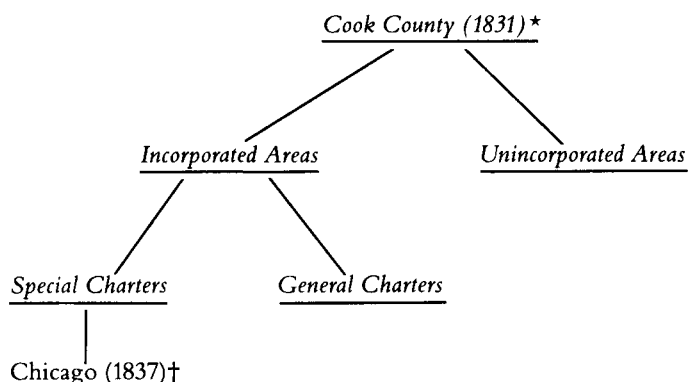 Cook County (1831)★
Incorporated Areas
Unincorporated Areas
Special Charters
General Charters
Chicago (1837)†